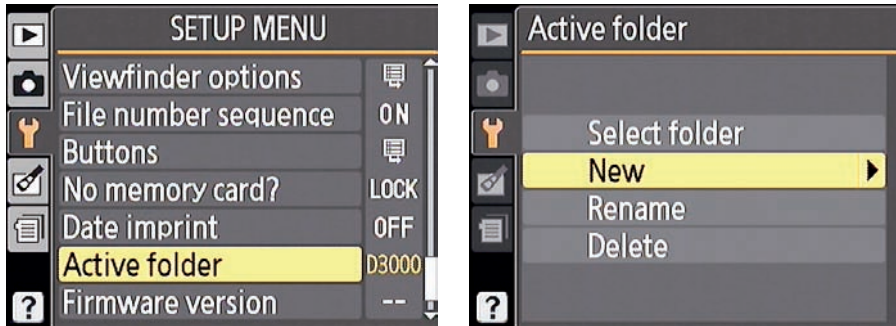 SETUP MENU
Viewfinder options
File number sequence ON
Buttons
No memory card? LOCK
Date imprint OFF
Active folder D3000
Firmware version --
?
Active folder
Select folder
New
Rename
Delete
?